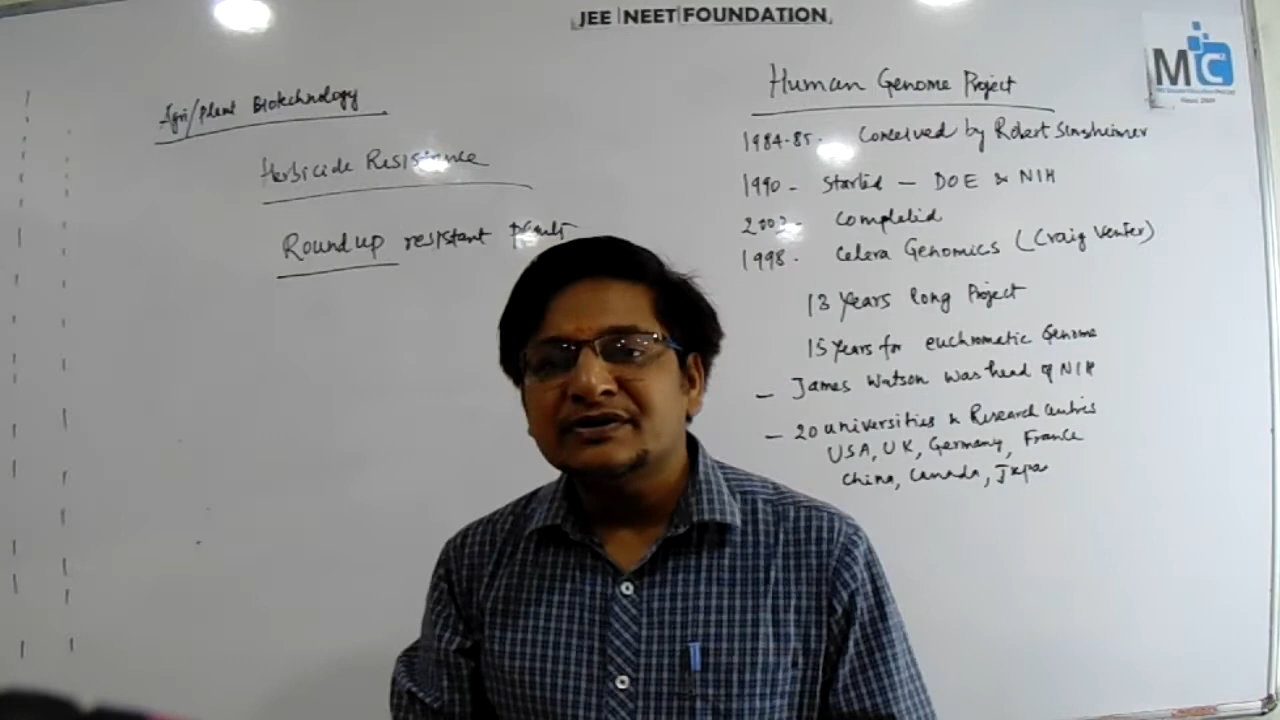 JEE NEET FOUNDATION
MC
Agri/plant Biotechnology
Herbicide Resistance
Roundup resistant plant
Human Genome Project
1984-85. Conceived by Robert Sinsheimer
1990 - Started - DOE & NIH
2003- Completed
1998. Celera Genomics (Craig Venter)
13 Years long Project
15 Years for euchromatic Genome
- James Watson was head of NIH
- 20 universities & Research centres
USA, UK, Germany, France
China, Canada, Japa